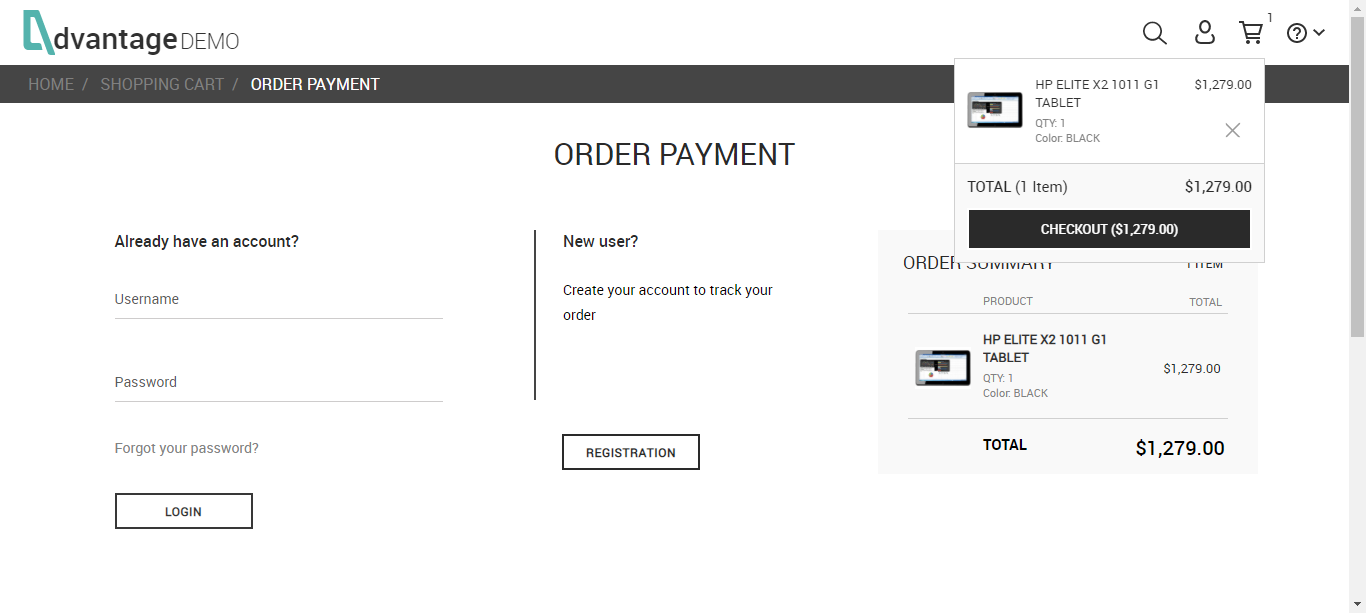 AdvantageDEMO
1
HOME / SHOPPING CART / ORDER PAYMENT
HP ELITE X2 1011 G1
TABLET
$1,279.00
QTY: 1
Color: BLACK
TOTAL (1 Item) $1,279.00
CHECKOUT ($1,279.00)
ORDER PAYMENT
Already have an account?
Username
Password
Forgot your password?
LOGIN
New user?
Create your account to track your
order
REGISTRATION
ORDER SUMMARY 1 ITEM
PRODUCT TOTAL
HP ELITE X2 1011 G1
TABLET
QTY: 1
Color: BLACK
$1,279.00
TOTAL $1,279.00